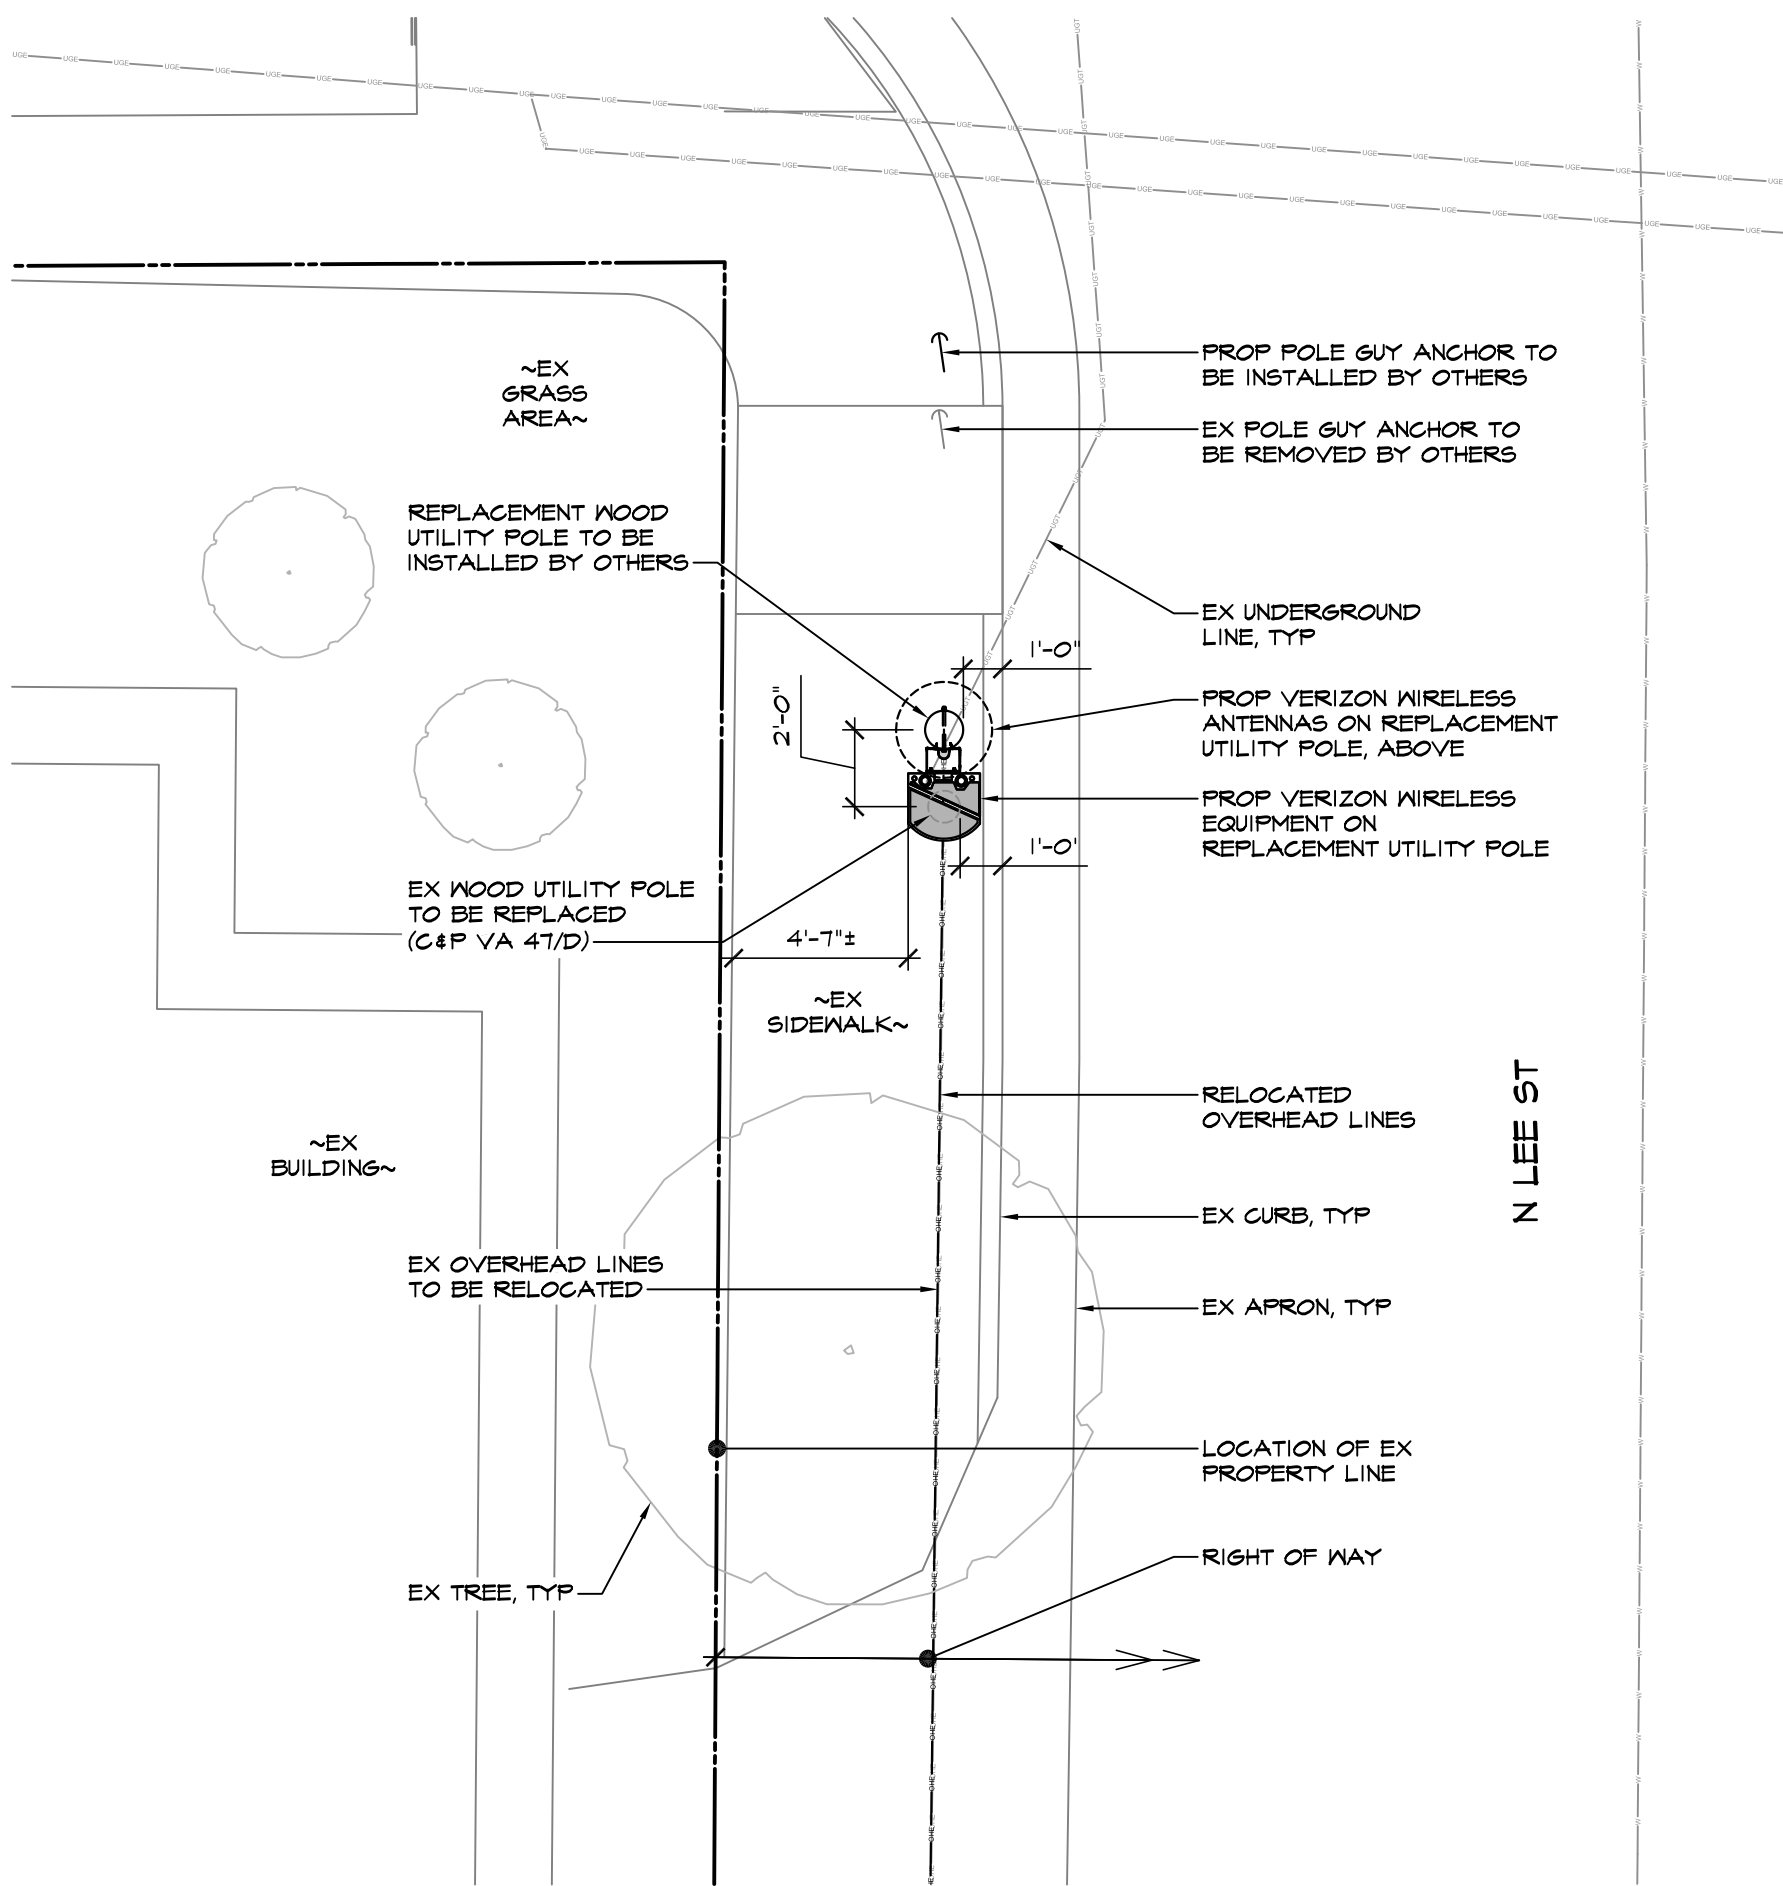 ~EX
GRASS
AREA~
PROP POLE GUY ANCHOR TO
BE INSTALLED BY OTHERS
EX POLE GUY ANCHOR TO
BE REMOVED BY OTHERS
REPLACEMENT WOOD
UTILITY POLE TO BE
INSTALLED BY OTHERS
EX UNDERGROUND
LINE, TYP
1'-0"
2'-0"
PROP VERIZON WIRELESS
ANTENNAS ON REPLACEMENT
UTILITY POLE, ABOVE
PROP VERIZON WIRELESS
EQUIPMENT ON
REPLACEMENT UTILITY POLE
1'-0'
EX WOOD UTILITY POLE
TO BE REPLACED
(C&P VA 47/D)
4'-7"±
~EX
SIDEWALK~
RELOCATED
OVERHEAD LINES
N LEE ST
~EX
BUILDING~
EX CURB, TYP
EX OVERHEAD LINES
TO BE RELOCATED
EX APRON, TYP
LOCATION OF EX
PROPERTY LINE
RIGHT OF WAY
EX TREE, TYP
UGE
UGT
OHE
W